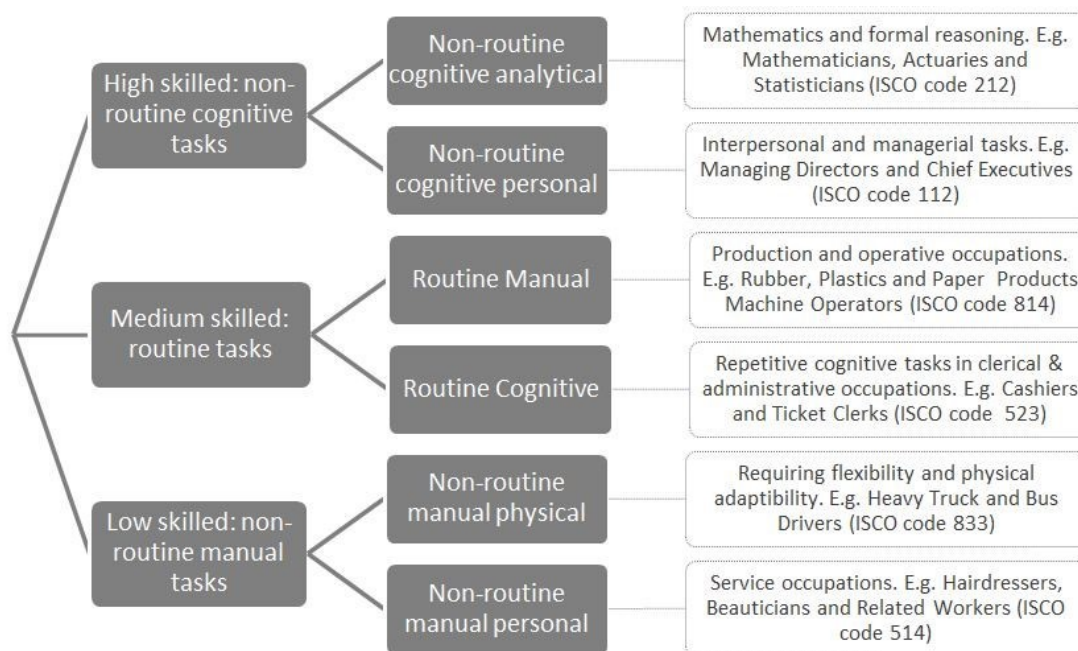 High skilled: non-
routine cognitive
tasks
Non-routine
cognitive analytical
Mathematics and formal reasoning. E.g.
Mathematicians, Actuaries and
Statisticians (ISCO code 212)
Non-routine
cognitive personal
Interpersonal and managerial tasks. E.g.
Managing Directors and Chief Executives
(ISCO code 112)
Medium skilled:
routine tasks
Routine Manual
Production and operative occupations.
E.g. Rubber, Plastics and Paper Products
Machine Operators (ISCO code 814)
Routine Cognitive
Repetitive cognitive tasks in clerical &
administrative occupations. E.g. Cashiers
and Ticket Clerks (ISCO code 523)
Low skilled: non-
routine manual
tasks
Non-routine
manual physical
Requiring flexibility and physical
adaptibility. E.g. Heavy Truck and Bus
Drivers (ISCO code 833)
Non-routine
manual personal
Service occupations. E.g. Hairdressers,
Beauticians and Related Workers (ISCO
code 514)